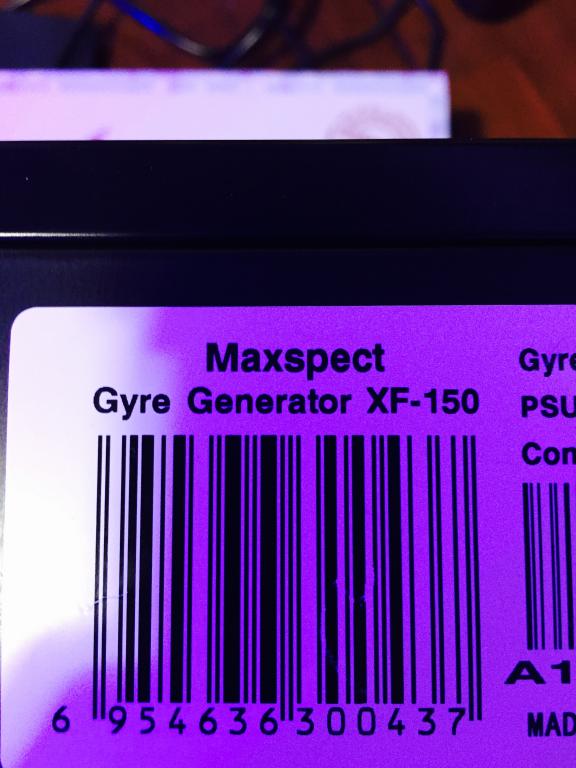 Maxspect
Gyre Generator XF-150
6 954636 300437
Gyre
PSU
Con
A1
MAD